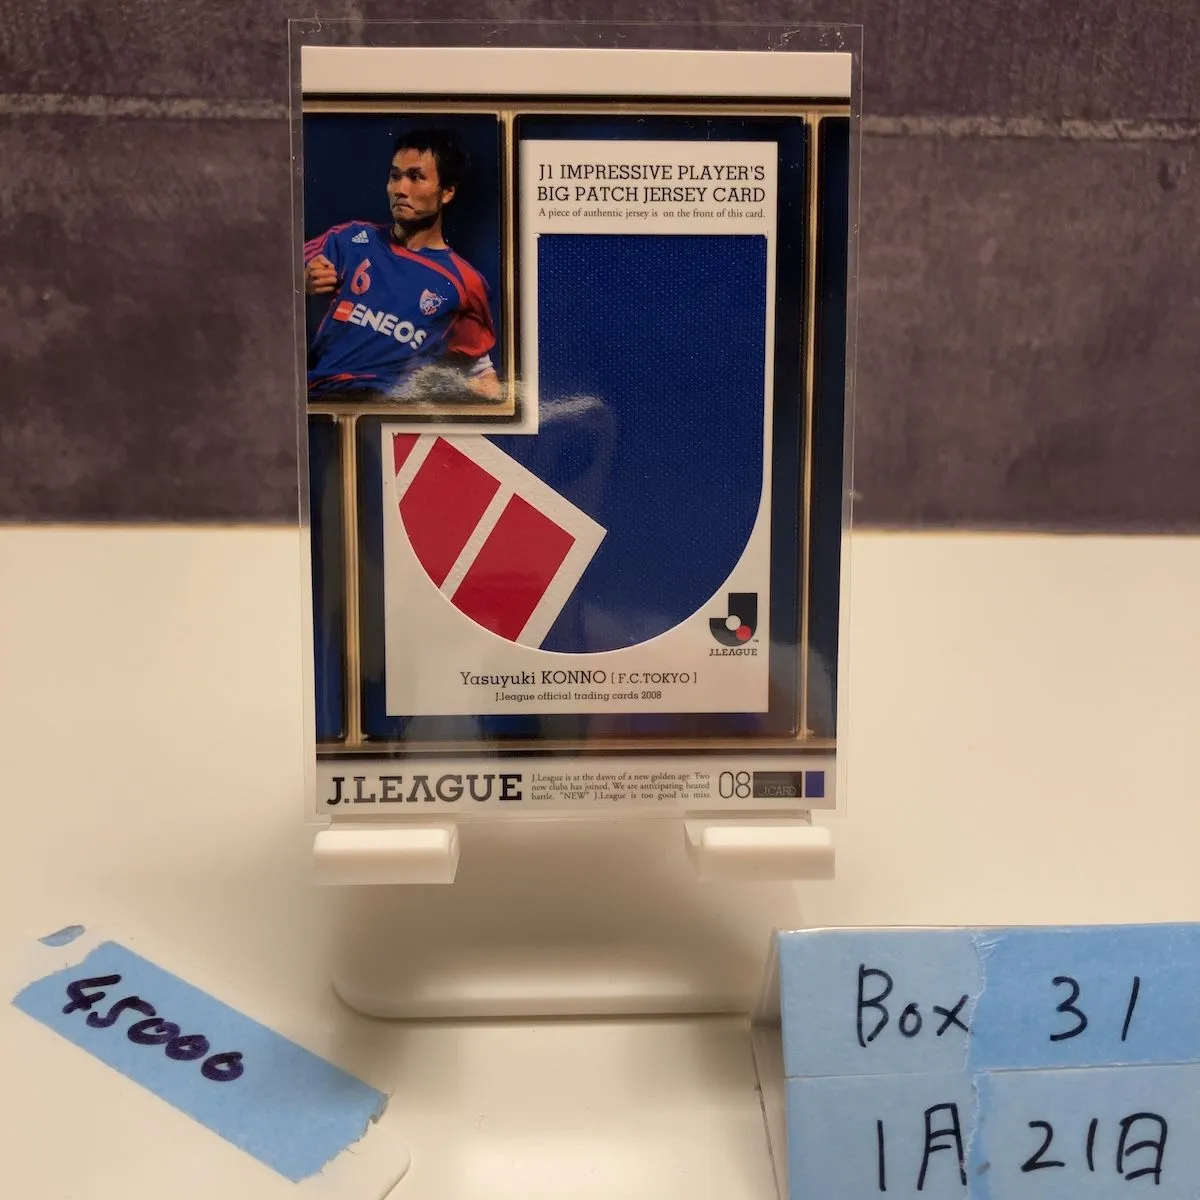 J1 IMPRESSIVE PLAYER'S
BIG PATCH JERSEY CARD
A piece of authentic jersey is on the front of this card.
adidas
6
ENEOS
J.LEAGUE
™
Yasuyuki KONNO [ F.C.TOKYO ]
J.league official trading cards 2008
J.LEAGUE
J.League is at the dawn of a new golden age. Two
new clubs has joined. We are anticipating heated
battle. "NEW" J.League is too good to miss.
08
J.CARD
45000
Box 31
1月21日